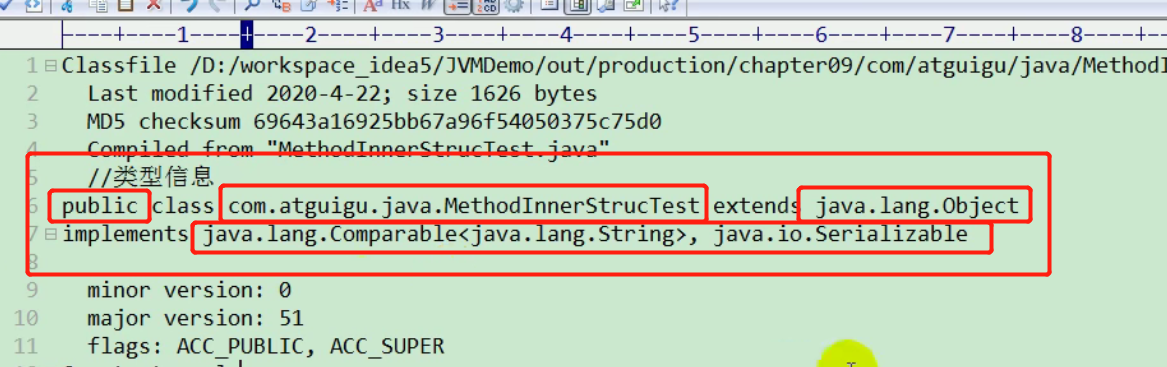 ----+----1----+----2----+----3----+----4----+----5----+----6----+----7----+----8----+--
1 Classfile /D:/workspace_idea5/JVMDemo/out/production/chapter09/com/atguigu/java/MethodI
2 Last modified 2020-4-22; size 1626 bytes
3 MD5 checksum 69643a16925bb67a96f54050375c75d0
4 Compiled from "MethodInnerStrucTest.java"
5 //类型信息
6 public class com.atguigu.java.MethodInnerStrucTest extends java.lang.Object
7 implements java.lang.Comparable<java.lang.String>, java.io.Serializable
8
9 minor version: 0
10 major version: 51
11 flags: ACC_PUBLIC, ACC_SUPER